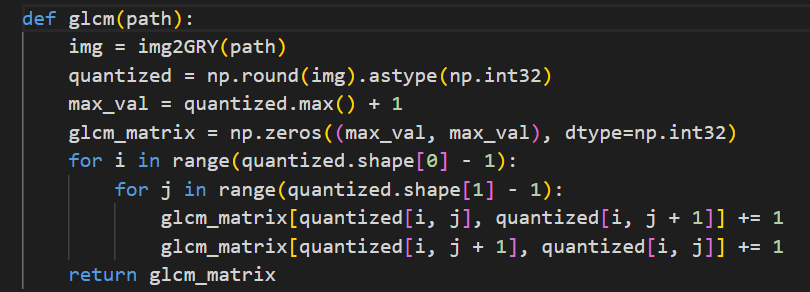 def glcm(path):
    img = img2GRY(path)
    quantized = np.round(img).astype(np.int32)
    max_val = quantized.max() + 1
    glcm_matrix = np.zeros((max_val, max_val), dtype=np.int32)
    for i in range(quantized.shape[0] - 1):
        for j in range(quantized.shape[1] - 1):
            glcm_matrix[quantized[i, j], quantized[i, j + 1]] += 1
            glcm_matrix[quantized[i, j + 1], quantized[i, j]] += 1
    return glcm_matrix